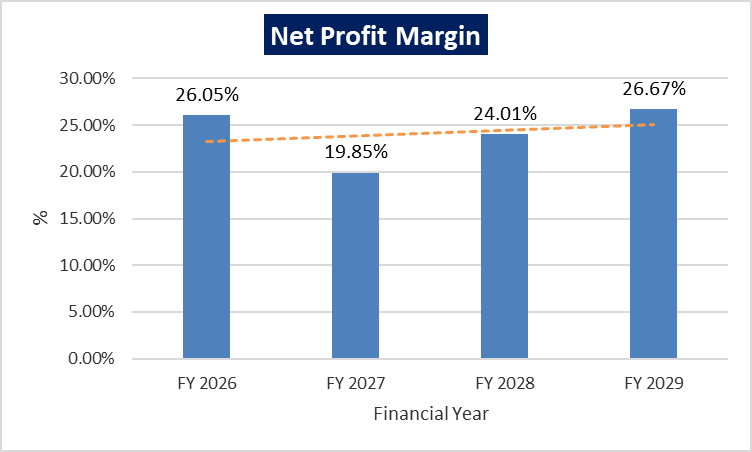 Net Profit Margin
30.00%
25.00%
20.00%
15.00%
10.00%
5.00%
0.00%
%
26.05%
19.85%
24.01%
26.67%
FY 2026
FY 2027
FY 2028
FY 2029
Financial Year